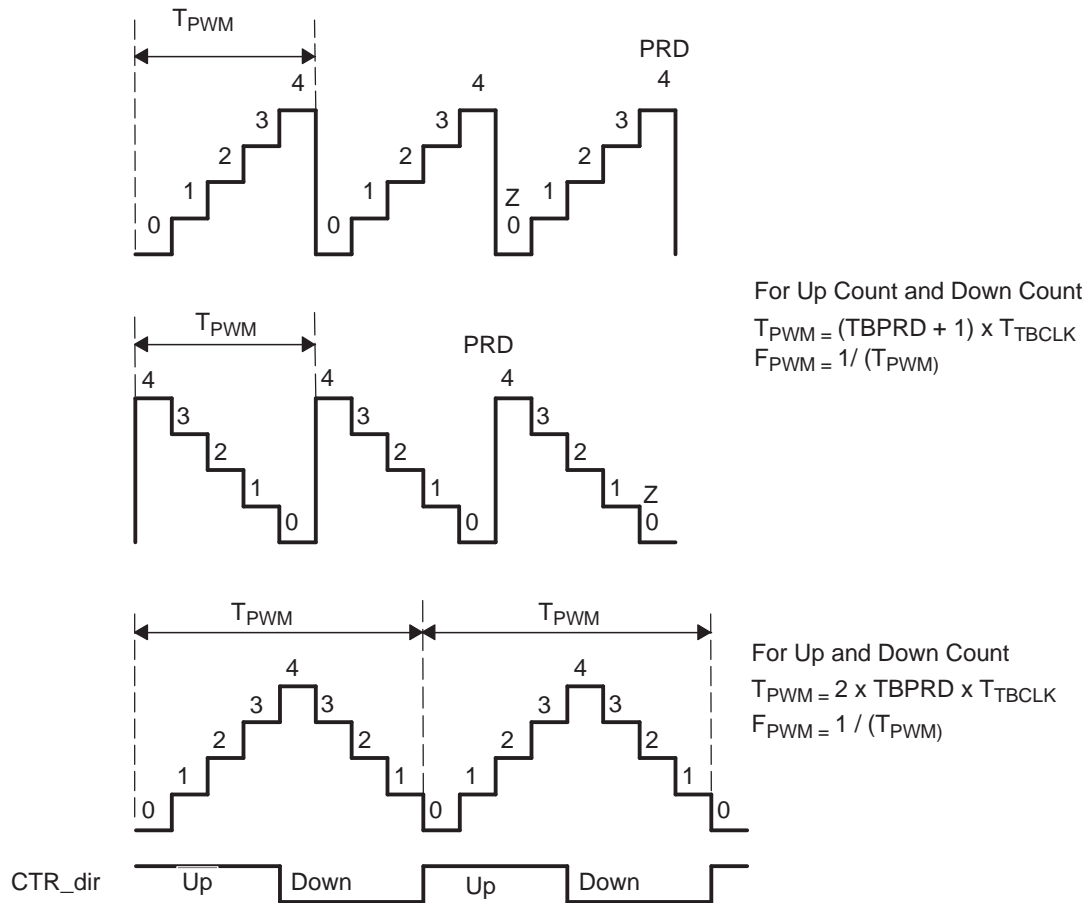 TPWM
PRD
4 4 4
3 3 3
2 2 2
1 1 Z 1
0 0 0
For Up Count and Down Count
TPWM = (TBPRD + 1) x TTBCLK
FPWM = 1/ (TPWM)
TPWM PRD
4 4 4
3 3 3
2 2 2
1 1 1 Z
0 0 0
TPWM TPWM
For Up and Down Count
TPWM = 2 x TBPRD x TTBCLK
FPWM = 1 / (TPWM)
4 4
3 3 3 3
2 2 2 2
1 1 1 1
0 0 0
CTR_dir Up Down Up Down